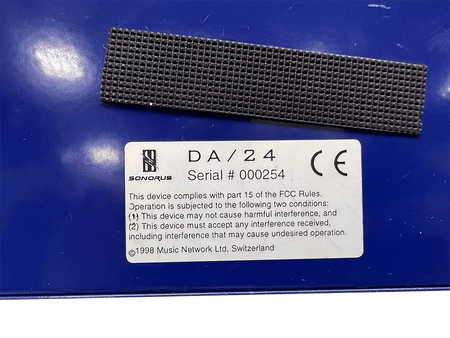 DA/24
SONORUS
Serial # 000254
CE
This device complies with part 15 of the FCC Rules.
Operation is subjected to the following two conditions:
(1) This device may not cause harmful interference, and
(2) This device must accept any interference received,
including interference that may cause undesired operation.
©1998 Music Network Ltd, Switzerland